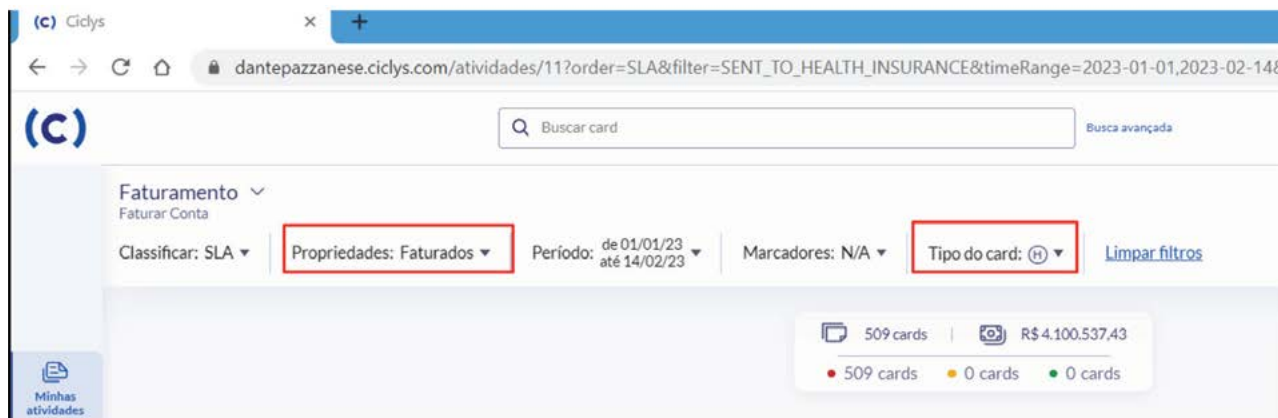 (c) Ciclys
dantepazzanese.ciclys.com/atividades/11?order=SLA&filter=SENT_TO_HEALTH_INSURANCE&timeRange=2023-01-01,2023-02-14&
(c)
Buscar card
Busca avançada
Faturamento
Faturar Conta
Classificar: SLA
Propriedades: Faturados
Período: de 01/01/23
até 14/02/23
Marcadores: N/A
Tipo do card: H
Limpar filtros
509 cards | R$ 4.100.537,43
509 cards 0 cards 0 cards
Minhas
atividades